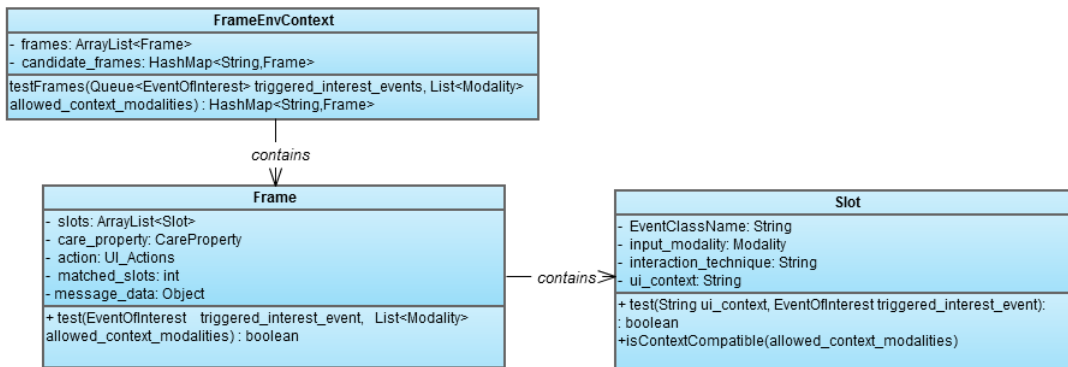 FrameEnvContext
- frames: ArrayList<Frame>
- candidate_frames: HashMap<String,Frame>
testFrames(Queue<EventOfInterest> triggered_interest_events, List<Modality>
allowed_context_modalities) : HashMap<String,Frame>
contains
Frame
- slots: ArrayList<Slot>
- care_property: CareProperty
- action: UI_Actions
- matched_slots: int
- message_data: Object
+ test(EventOfInterest triggered_interest_event, List<Modality>
allowed_context_modalities) : boolean
contains
Slot
- EventClassName: String
- input_modality: Modality
- interaction_technique: String
- ui_context: String
+ test(String ui_context, EventOfInterest triggered_interest_event):
: boolean
+isContextCompatible(allowed_context_modalities)